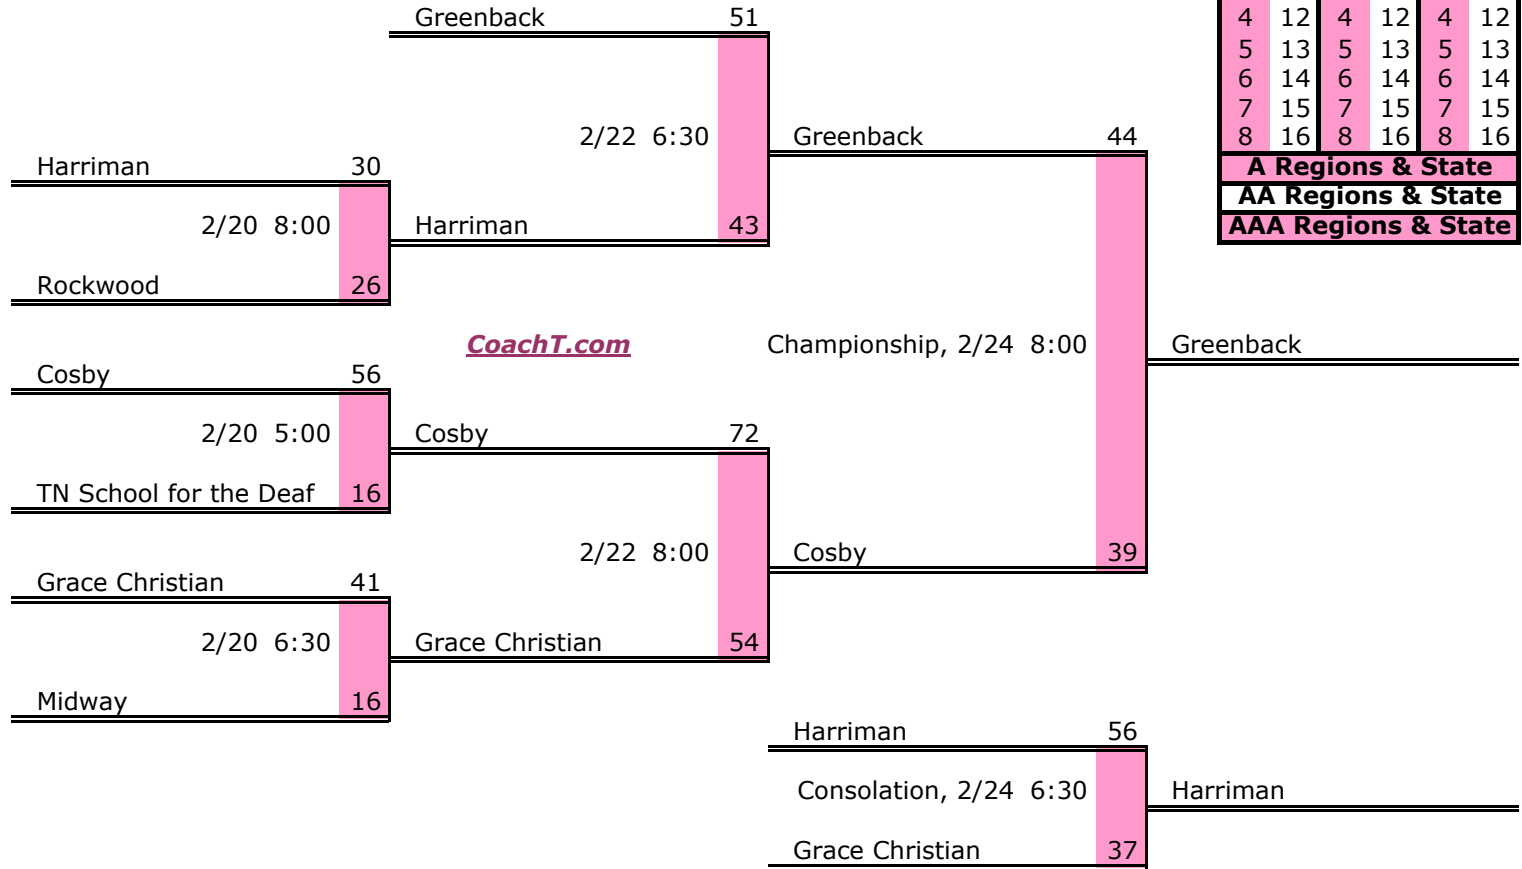 Greenback 51
4 12 4 12 4 12
5 13 5 13 5 13
6 14 6 14 6 14
7 15 7 15 7 15
2/22 6:30 Greenback 44 8 16 8 16 8 16
Harriman 30 A Regions & State
AA Regions & State
2/20 8:00 Harriman 43 AAA Regions & State
Rockwood 26
CoachT.com Championship, 2/24 8:00 Greenback
Cosby 56
2/20 5:00 Cosby 72
TN School for the Deaf 16
2/22 8:00 Cosby 39
Grace Christian 41
2/20 6:30 Grace Christian 54
Midway 16
Harriman 56
Consolation, 2/24 6:30 Harriman
Grace Christian 37